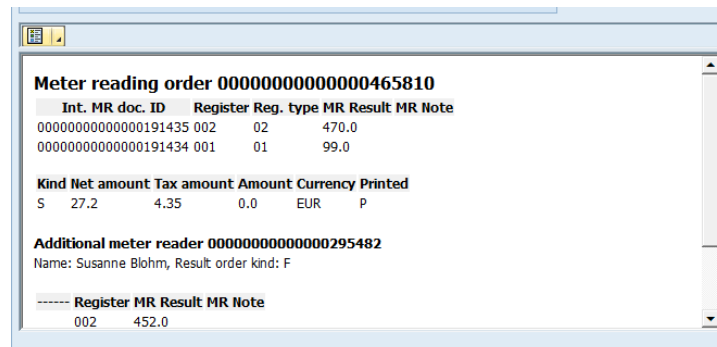 Meter reading order 00000000000000465810
Int. MR doc. ID Register Reg. type MR Result MR Note
00000000000000191435 002 02 470.0
00000000000000191434 001 01 99.0
Kind Net amount Tax amount Amount Currency Printed
S 27.2 4.35 0.0 EUR P
Additional meter reader 00000000000000295482
Name: Susanne Blohm, Result order kind: F
------ Register MR Result MR Note
002 452.0